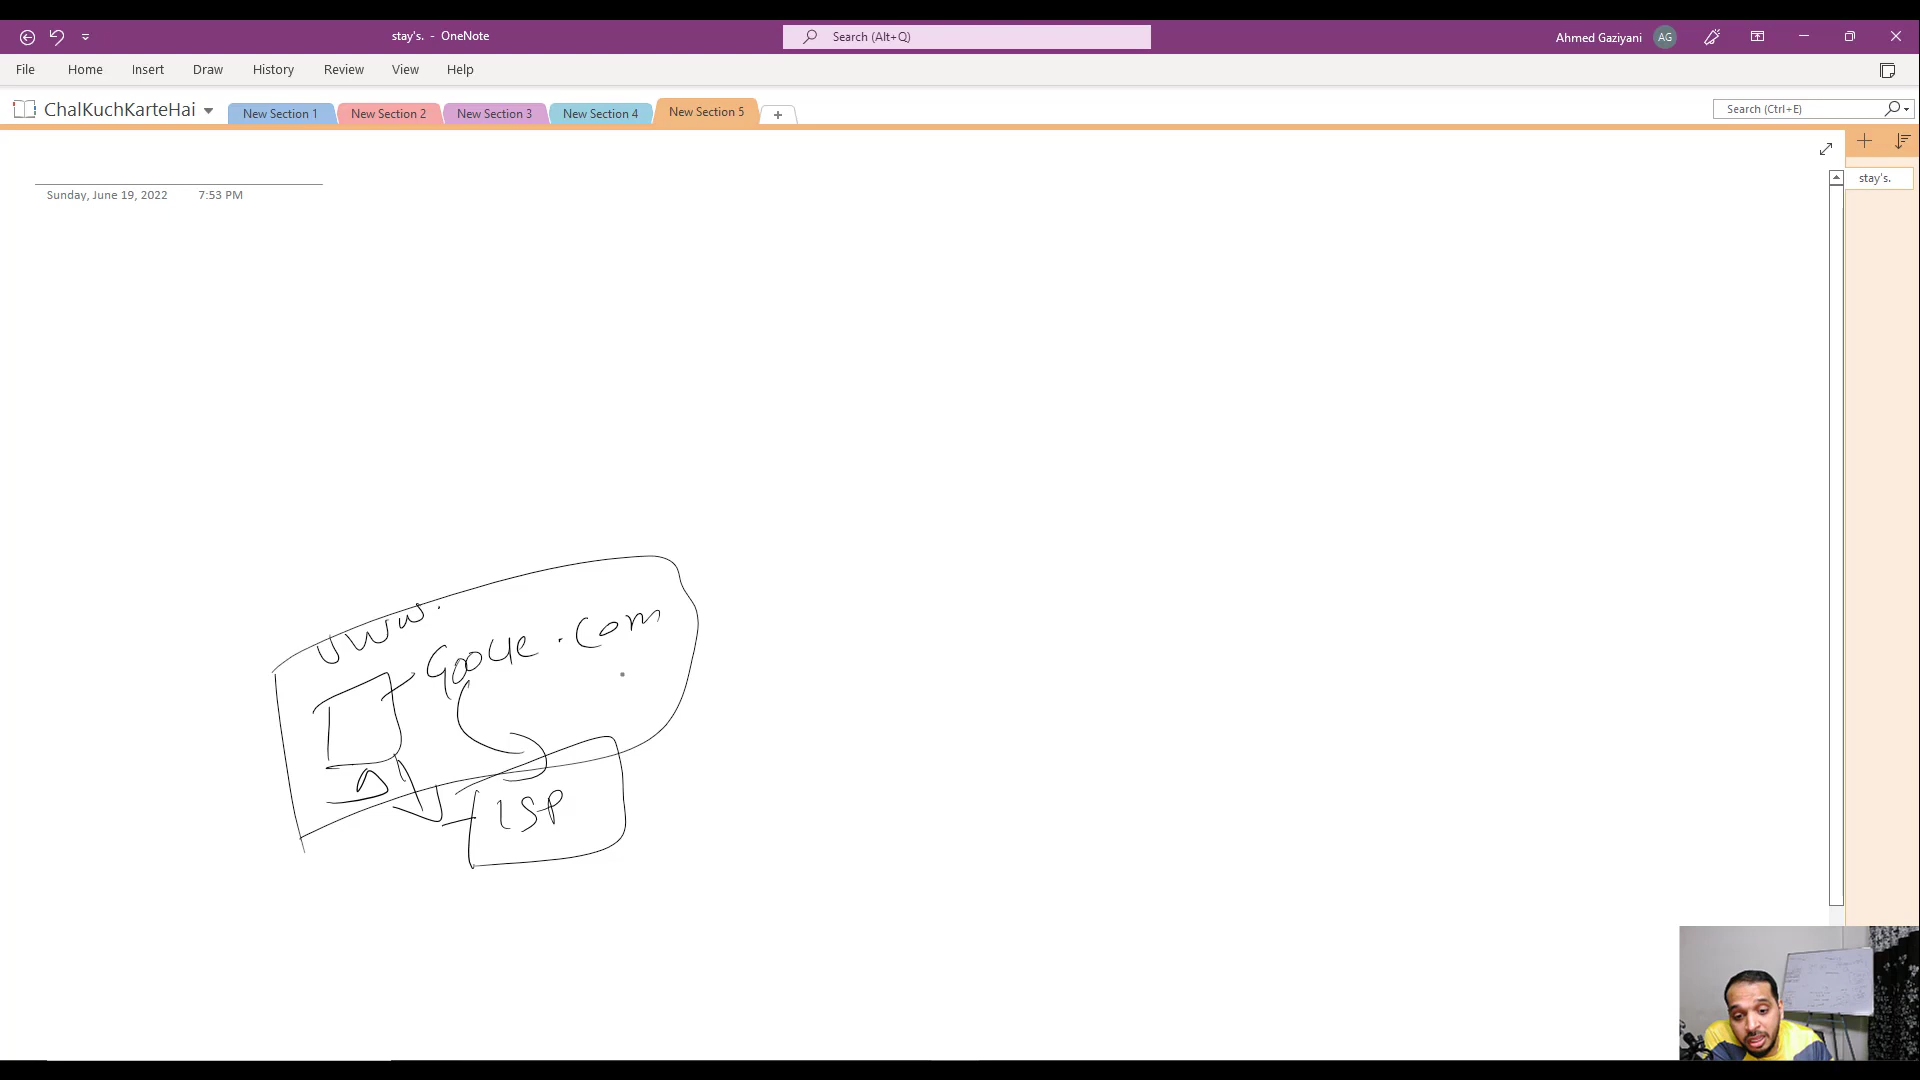 stay's. - OneNote
Search (Alt+Q)
Ahmed Gaziyani
AG
File Home Insert Draw History Review View Help
ChalKuchKarteHai
New Section 1
New Section 2
New Section 3
New Section 4
New Section 5
+
Search (Ctrl+E)
stay's.
Sunday, June 19, 2022 7:53 PM
www.
Google.com
ISP